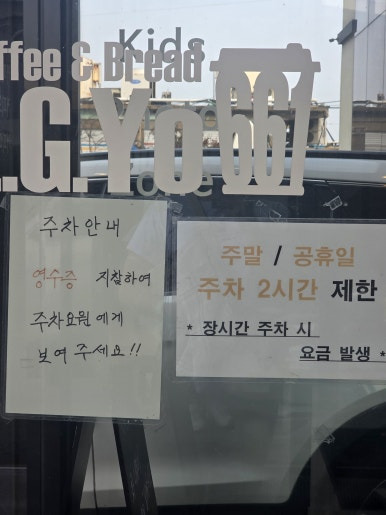 Kids
ffee & Bread
.G.Yo 661
주차안내
영수증 지참하여
주차요원에게
보여주세요!!
주말 / 공휴일
주차 2시간 제한
* 장시간 주차 시
요금 발생 *